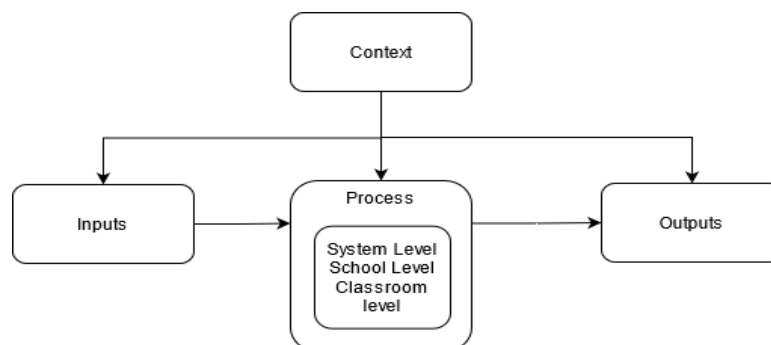 Context
Inputs
Process
System Level
School Level
Classroom
level
Outputs